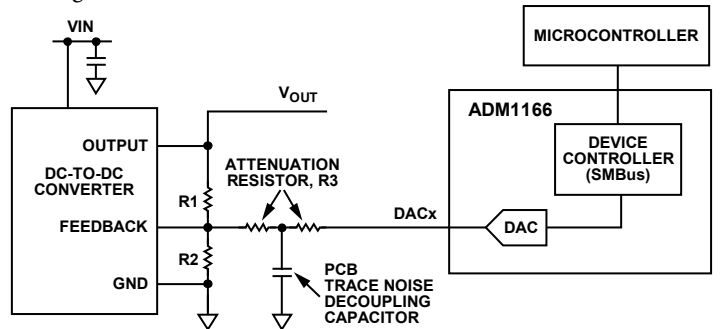 VIN
MICROCONTROLLER
VOUT
ADM1166
DEVICE
CONTROLLER
(SMBus)
OUTPUT
DC-TO-DC
CONVERTER
ATTENUATION
RESISTOR, R3
R1
FEEDBACK
DACx
DAC
R2
GND
PCB
TRACE NOISE
DECOUPLING
CAPACITOR